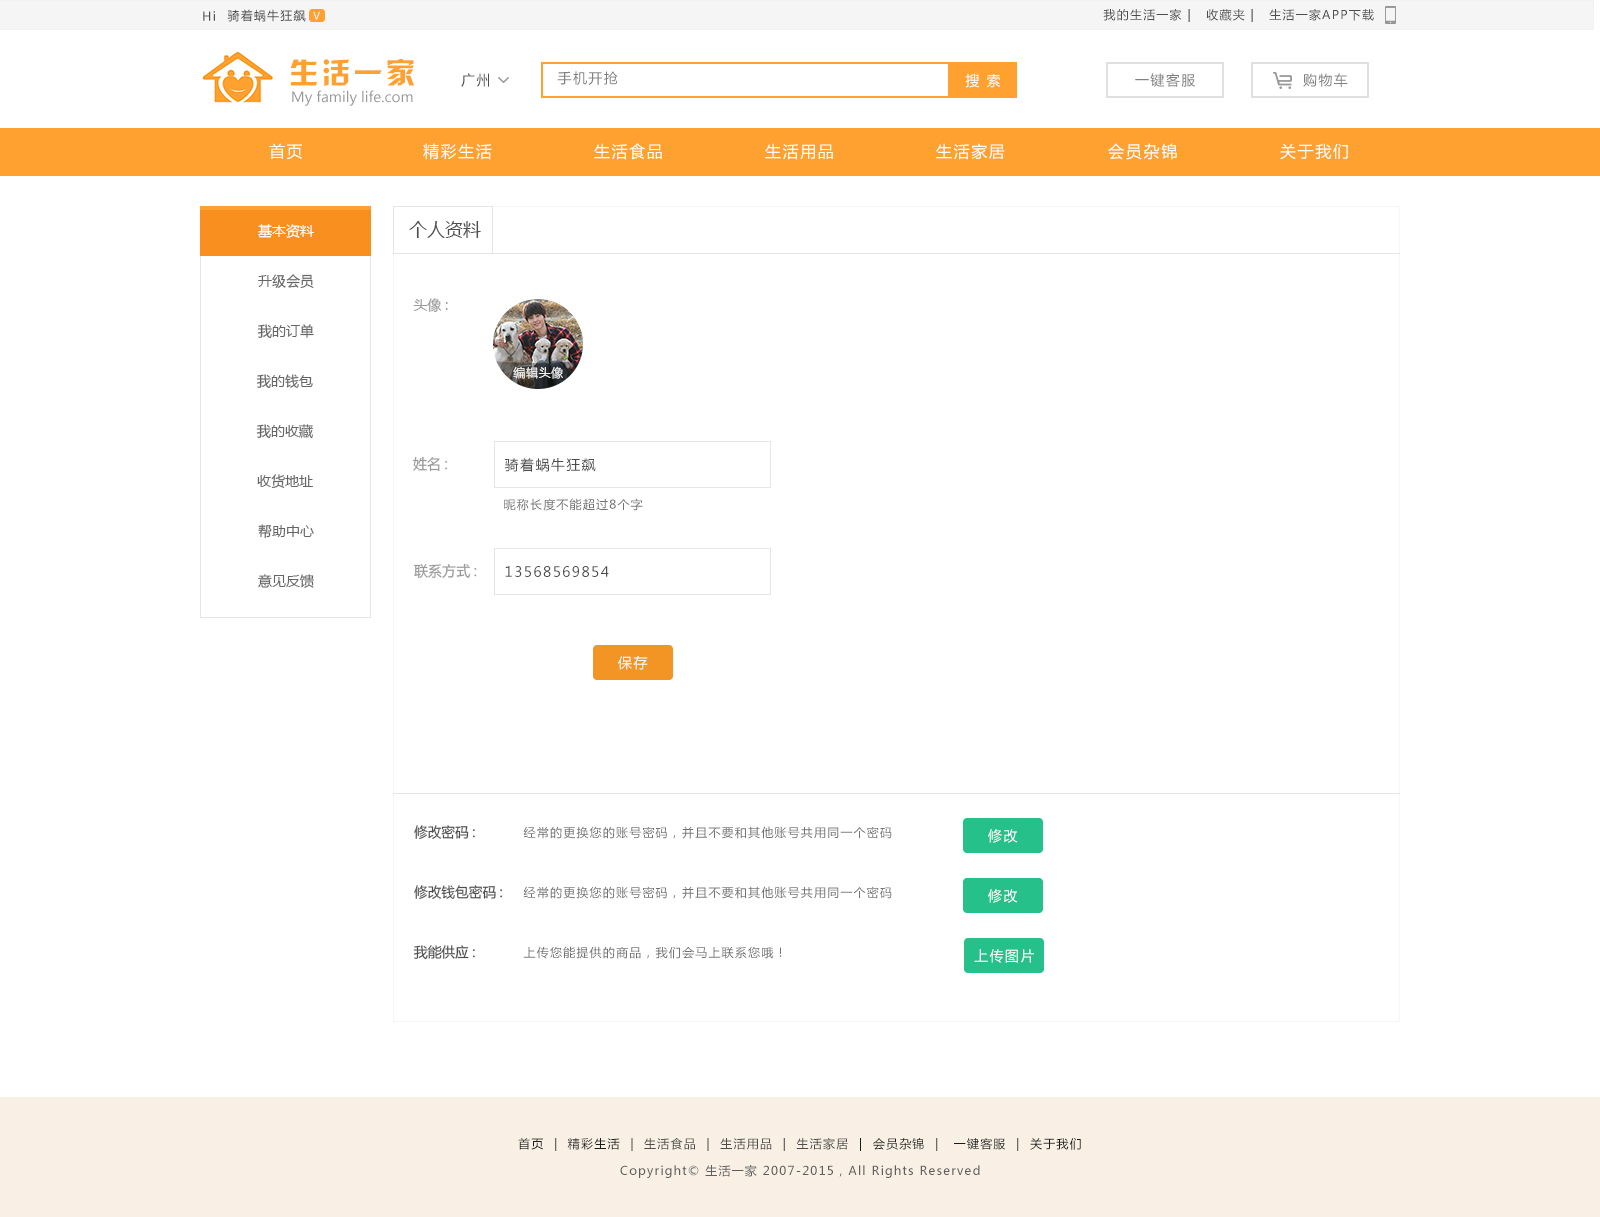 Hi 骑着蜗牛狂飙 V
我的生活一家 | 收藏夹 | 生活一家APP下载
生活一家
My family life.com
广州
手机开抢
搜 索
一键客服
购物车
首页 精彩生活 生活食品 生活用品 生活家居 会员杂锦 关于我们
基本资料
升级会员
我的订单
我的钱包
我的收藏
收货地址
帮助中心
意见反馈
个人资料
头像：
编辑头像
姓名：
骑着蜗牛狂飙
昵称长度不能超过8个字
联系方式：
13568569854
保存
修改密码： 经常的更换您的账号密码，并且不要和其他账号共用同一个密码 修改
修改钱包密码： 经常的更换您的账号密码，并且不要和其他账号共用同一个密码 修改
我能供应： 上传您能提供的商品，我们会马上联系您哦！ 上传图片
首页 | 精彩生活 | 生活食品 | 生活用品 | 生活家居 | 会员杂锦 | 一键客服 | 关于我们
Copyright© 生活一家 2007-2015，All Rights Reserved